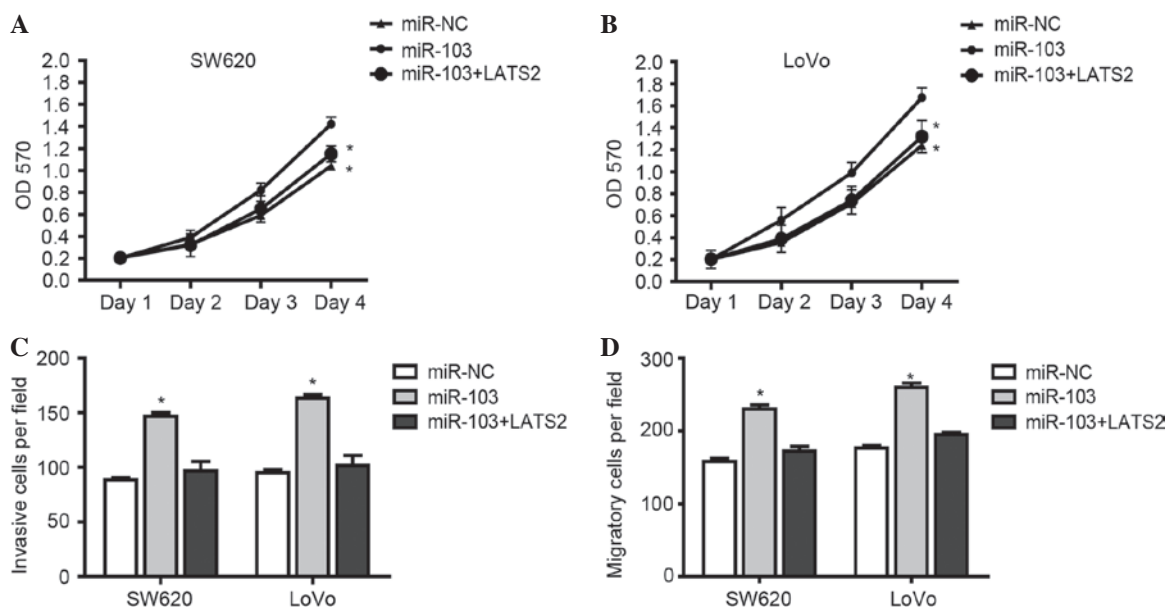 A
SW620
miR-NC
miR-103
miR-103+LATS2
OD 570
2.0
1.8
1.6
1.4
1.2
1.0
0.8
0.6
0.4
0.2
0.0
*
*
Day 1 Day 2 Day 3 Day 4
B
LoVo
miR-NC
miR-103
miR-103+LATS2
OD 570
2.0
1.8
1.6
1.4
1.2
1.0
0.8
0.6
0.4
0.2
0.0
*
*
Day 1 Day 2 Day 3 Day 4
C
Invasive cells per field
200
150
100
50
0
*
*
miR-NC
miR-103
miR-103+LATS2
SW620 LoVo
D
Migratory cells per field
300
200
100
0
*
*
miR-NC
miR-103
miR-103+LATS2
SW620 LoVo